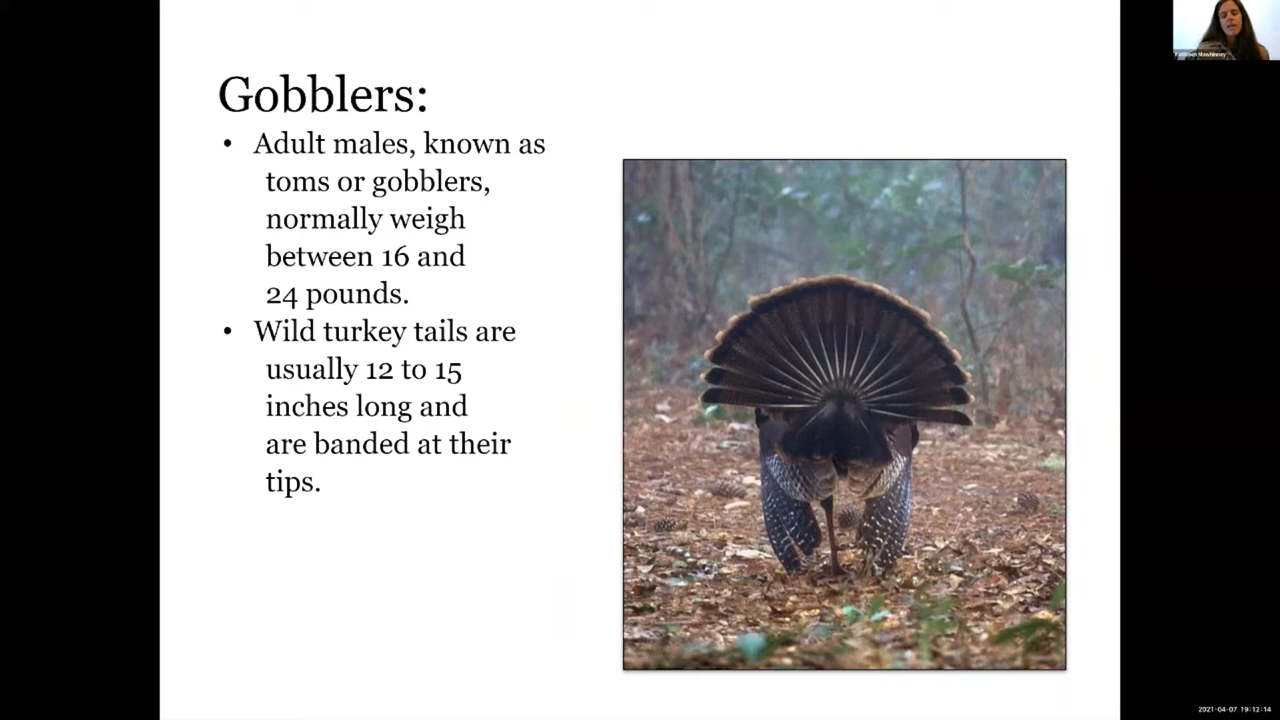 Gobblers:
• Adult males, known as
toms or gobblers,
normally weigh
between 16 and
24 pounds.
• Wild turkey tails are
usually 12 to 15
inches long and
are banded at their
tips.
2021-04-07 19:12:14